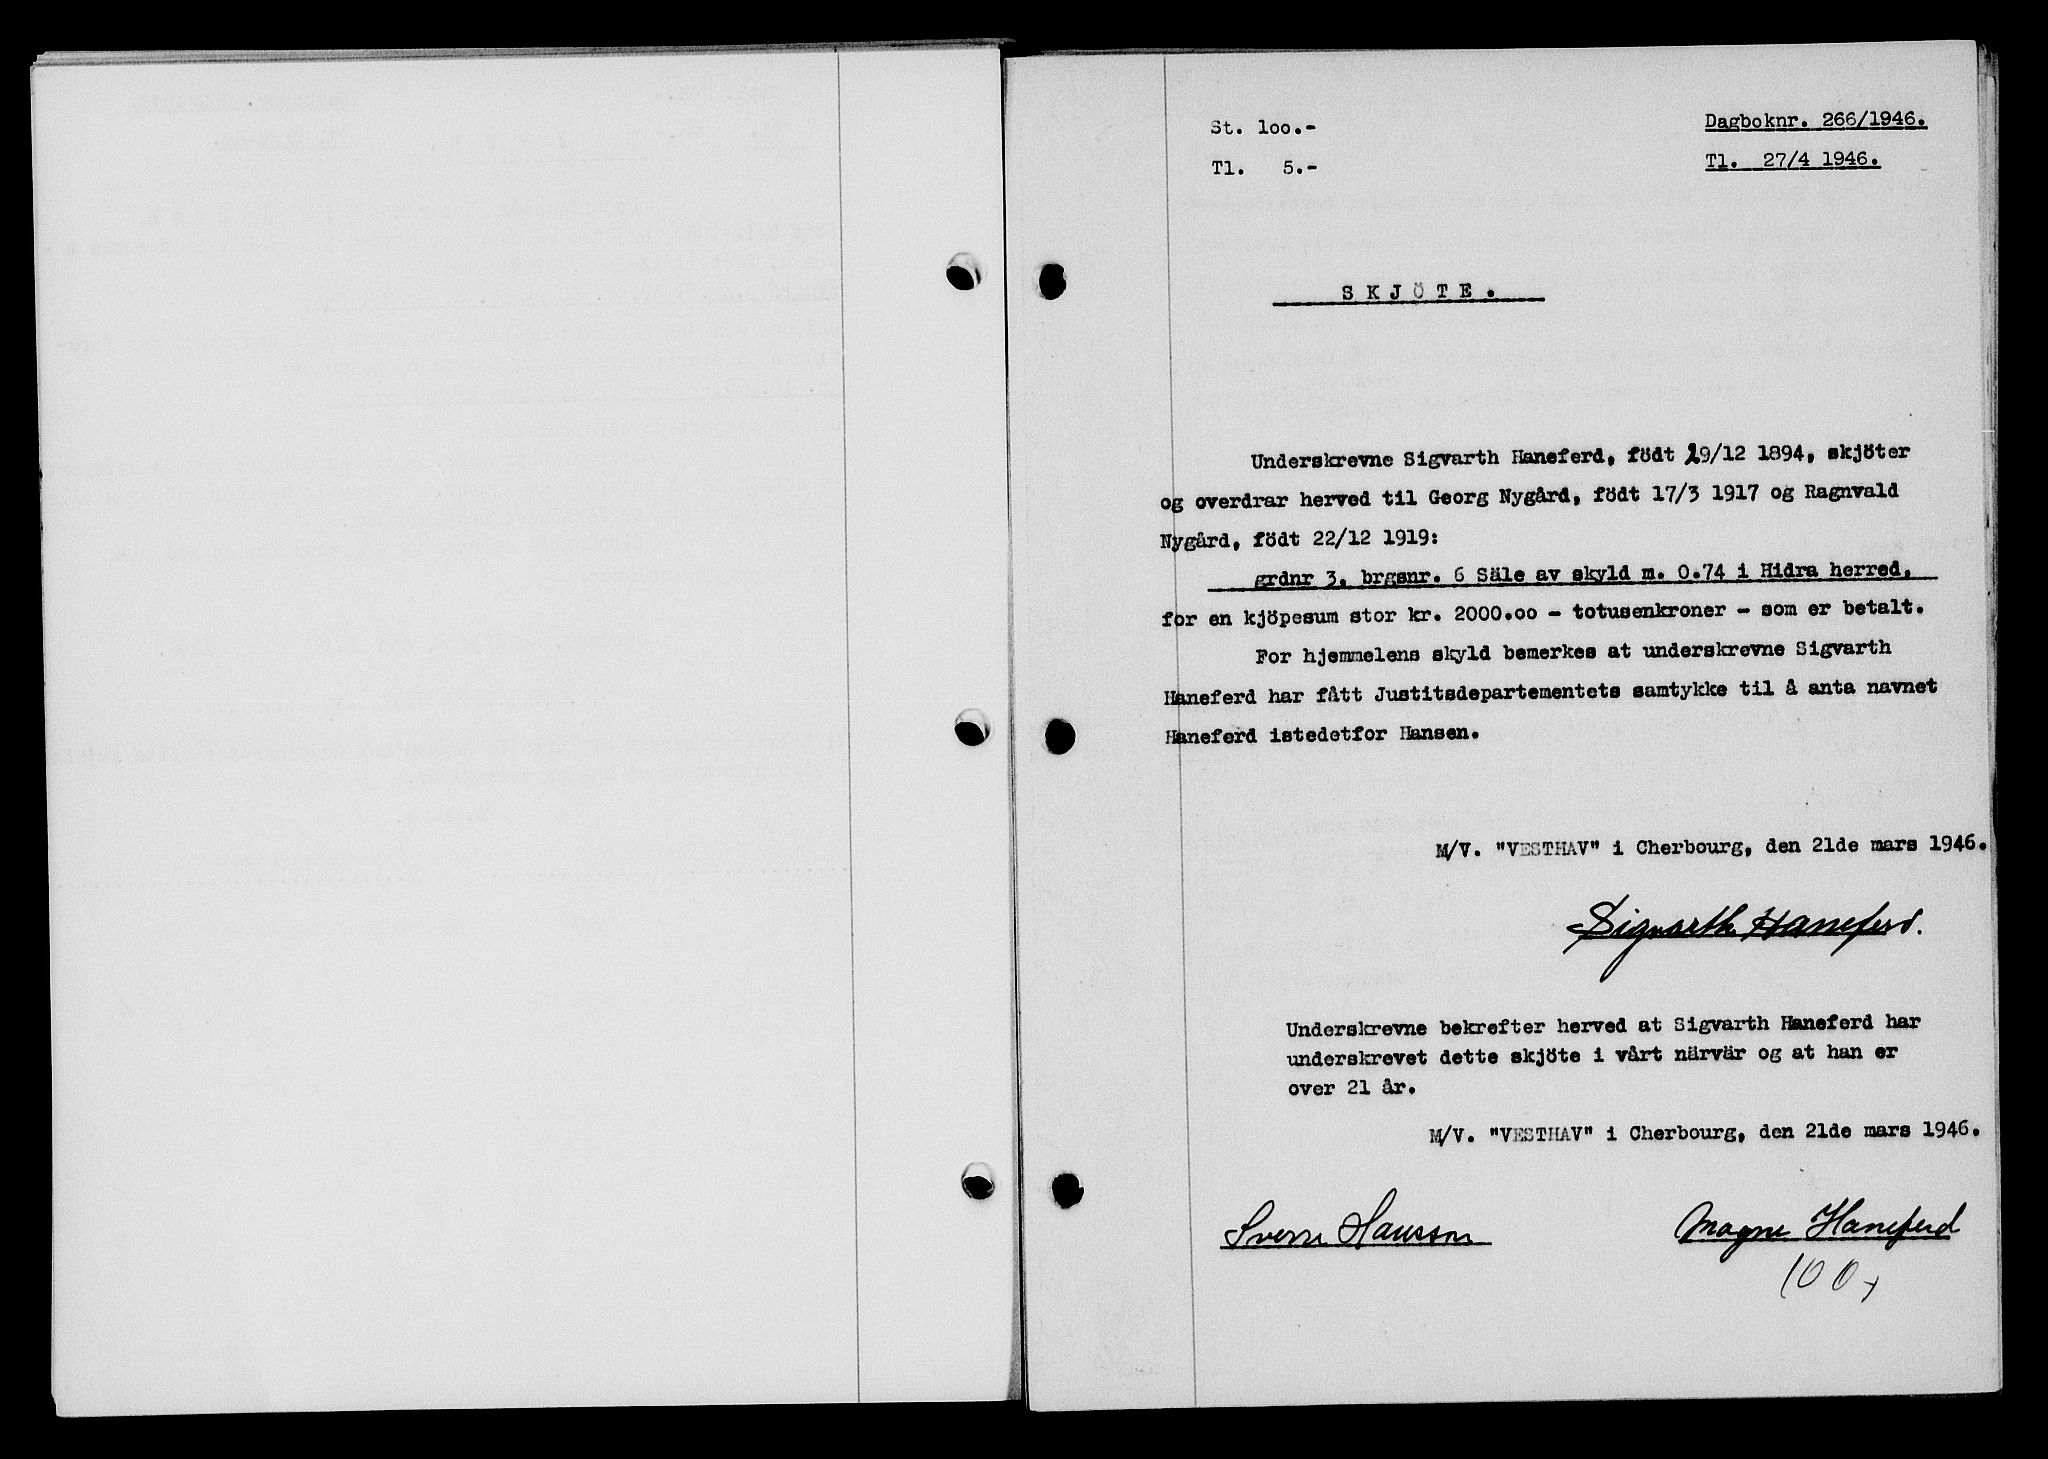 St. loo.-
Dagboknr. 266/1946.
Tl. 5.-
Tl. 27/4 1946.
S K J Ö T E .
Underskrevne Sigvarth Haneferd, födt 29/12 1894, skjöter
og overdrar herved til Georg Nygård, födt 17/3 1917 og Ragnvald
Nygård, födt 22/12 1919:
grdnr 3. brgsnr. 6 Säle av skyld m. 0.74 i Hidra herred,
for en kjöpesum stor kr. 2000.oo - totusenkroner - som er betalt.
For hjemmelens skyld bemerkes at underskrevne Sigvarth
Haneferd har fått Justitsdepartementets samtykke til å anta navnet
Haneferd istedetfor Hansen.
M/V. "VESTHAV" i Cherbourg, den 21de mars 1946.
Sigvarth Haneferd.
Underskrevne bekrefter herved at Sigvarth Haneferd har
underskrevet dette skjöte i vårt närvär og at han er
over 21 år.
M/V. "VESTHAV" i Cherbourg, den 21de mars 1946.
Sverre Hansson
Magne Haneferd
100,-